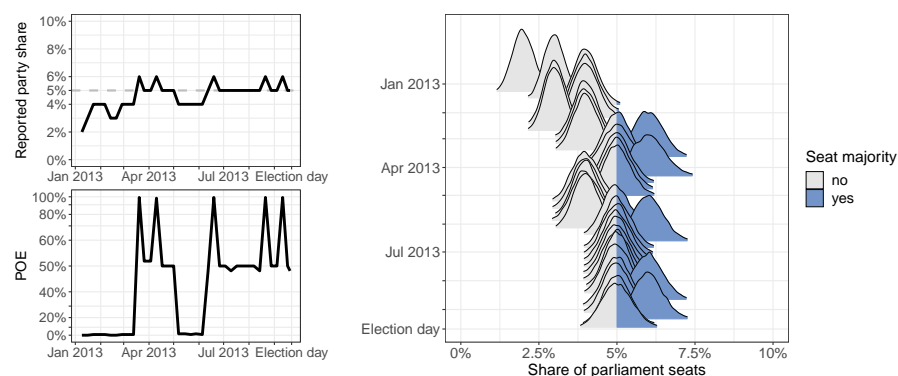 Reported party share
10%
8%
6%
5%
4%
2%
0%
Jan 2013 Apr 2013 Jul 2013 Election day
POE
100%
80%
60%
50%
40%
20%
0%
Jan 2013 Apr 2013 Jul 2013 Election day
Jan 2013
Apr 2013
Jul 2013
Election day
0% 2.5% 5% 7.5% 10%
Share of parliament seats
Seat majority
no
yes